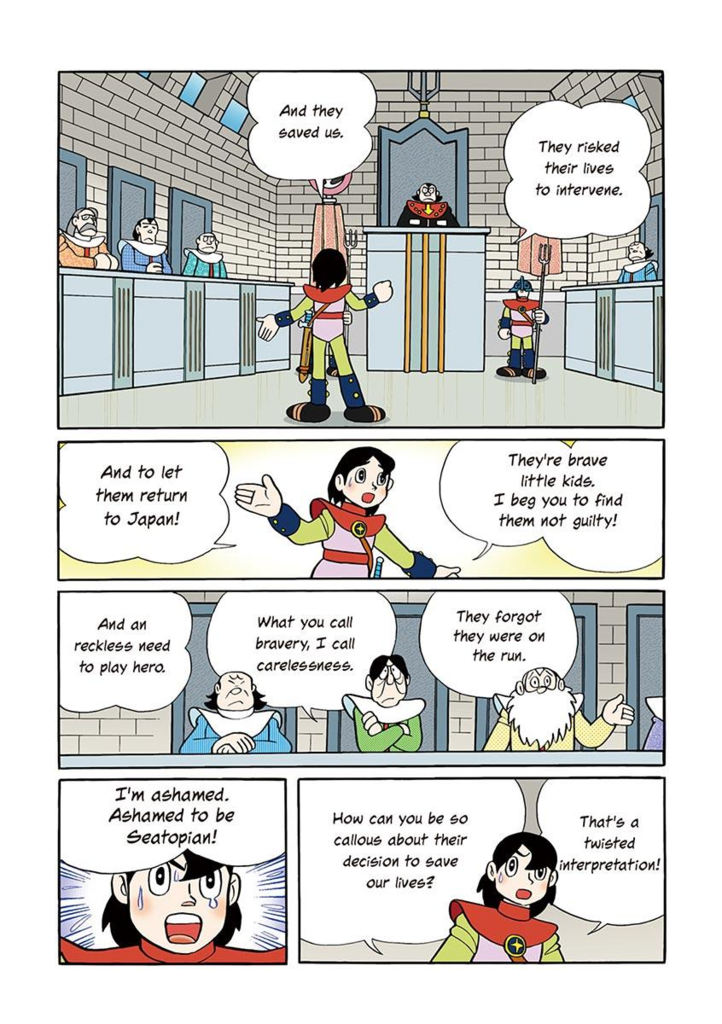 They risked
their lives
to intervene.
And they
saved us.
They're brave
little kids.
I beg you to find
them not guilty!
And to let
them return
to Japan!
They forgot
they were on
the run.
What you call
bravery, I call
carelessness.
And an
reckless need
to play hero.
That's a
twisted
interpretation!
How can you be so
callous about their
decision to save
our lives?
I'm ashamed.
Ashamed to be
Seatopian!